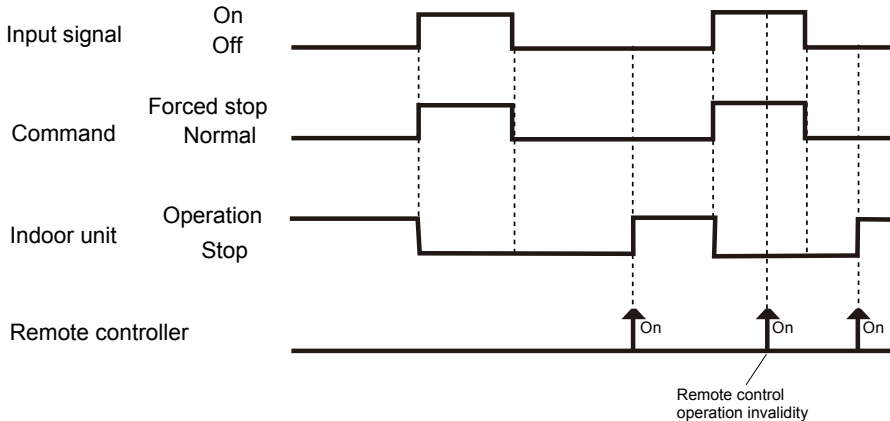 Input signal
On
Off
Command
Forced stop
Normal
Indoor unit
Operation
Stop
Remote controller
On
On
On
Remote control
operation invalidity